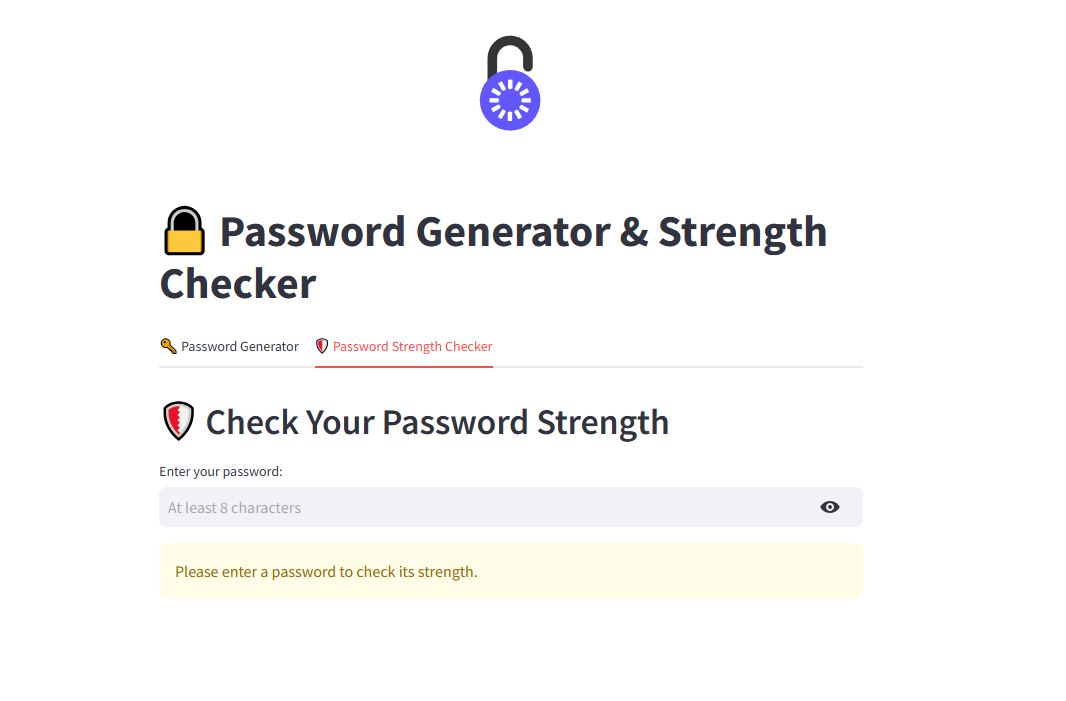 Password Generator & Strength
Checker
Password Generator
Password Strength Checker
Check Your Password Strength
Enter your password:
At least 8 characters
Please enter a password to check its strength.